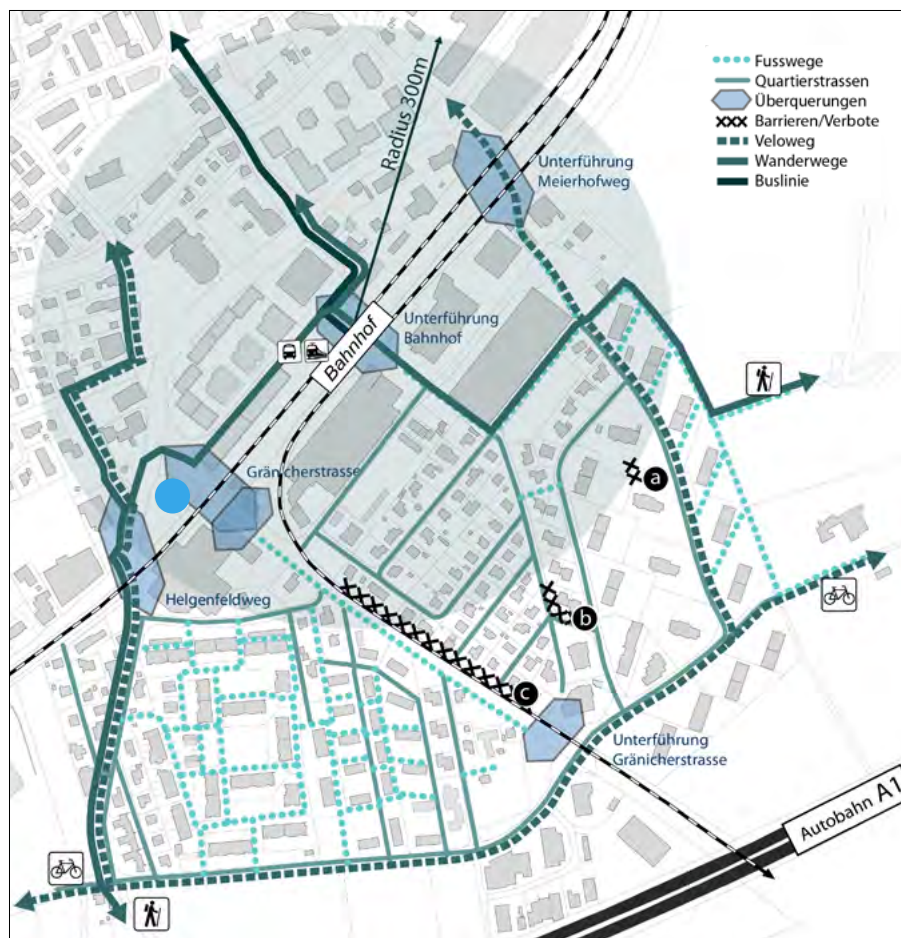 Fusswege
Quartierstrassen
Überquerungen
Barrieren/Verbote
Veloweg
Wanderwege
Buslinie
Radius 300m
Unterführung
Meierhofweg
Unterführung
Bahnhof
Bahnhof
Gränicherstrasse
a
b
Helgenfeldweg
c
Unterführung
Gränicherstrasse
Autobahn A1